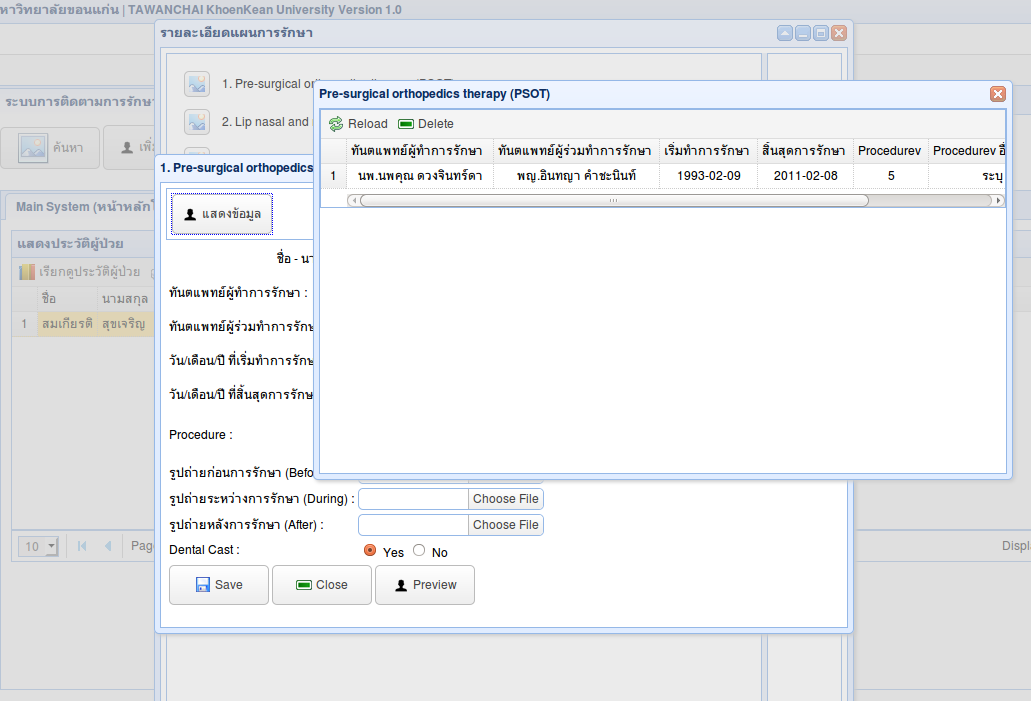 หาวิทยาลัยขอนแก่น | TAWANCHAI KhoenKean University Version 1.0
รายละเอียดแผนการรักษา
1. Pre-surgical
Pre-surgical orthopedics therapy (PSOT)
ระบบการติดตามการรักษา
2. Lip nasal and
Reload Delete
ค้นหา
ทันตแพทย์ผู้ทำการรักษา ทันตแพทย์ผู้ร่วมทำการรักษา เริ่มทำการรักษา สิ้นสุดการรักษา Procedurev Procedurev
1. Pre-surgical orthopedics
1 นพ.นพคุณ ดวงจินทร์ดา พญ.อินทญา คำชะนินท์ 1993-02-09 2011-02-08 5 ระบุ
Main System (หน้าหลัก
แสดงข้อมูล
แสดงประวัติผู้ป่วย
ชื่อ - นา
เรียกดูประวัติผู้ป่วย
ชื่อ นามสกุล
ทันตแพทย์ผู้ทำการรักษา :
1 สมเกียรติ สุขเจริญ
ทันตแพทย์ผู้ร่วมทำการรักษ
วัน/เดือน/ปี ที่เริ่มทำการรักษ
วัน/เดือน/ปี ที่สิ้นสุดการรักษ
Procedure :
รูปถ่ายก่อนการรักษา (Befo
รูปถ่ายระหว่างการรักษา (During) : Choose File
รูปถ่ายหลังการรักษา (After) : Choose File
10 Pag
Displ
Dental Cast : Yes No
Save Close Preview